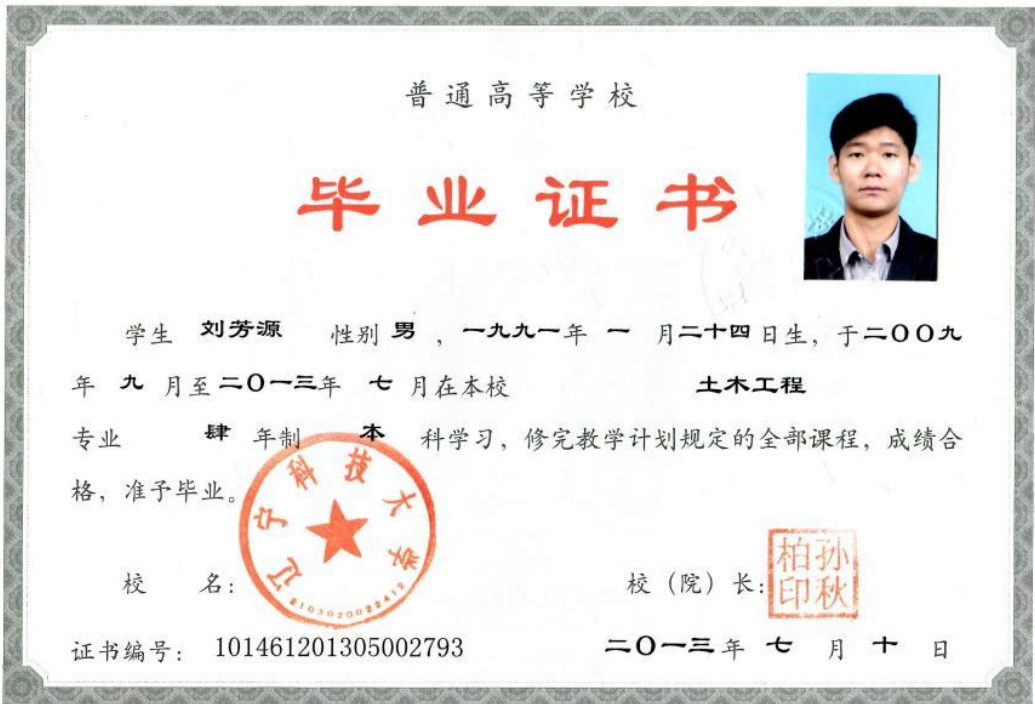 普通高等学校
毕业证书
学生 刘芳源 性别 男 ，一九九一年 一 月二十四日生，于二〇〇九
年 九 月至二〇一三年 七 月在本校 土木工程
专业 肆 年制 本 科学习，修完教学计划规定的全部课程，成绩合
格，准予毕业。
辽宁科技大学
2103020022412
校 名：
校（院）长：
孙秋柏印
证书编号：101461201305002793
二〇一三年 七 月 十 日